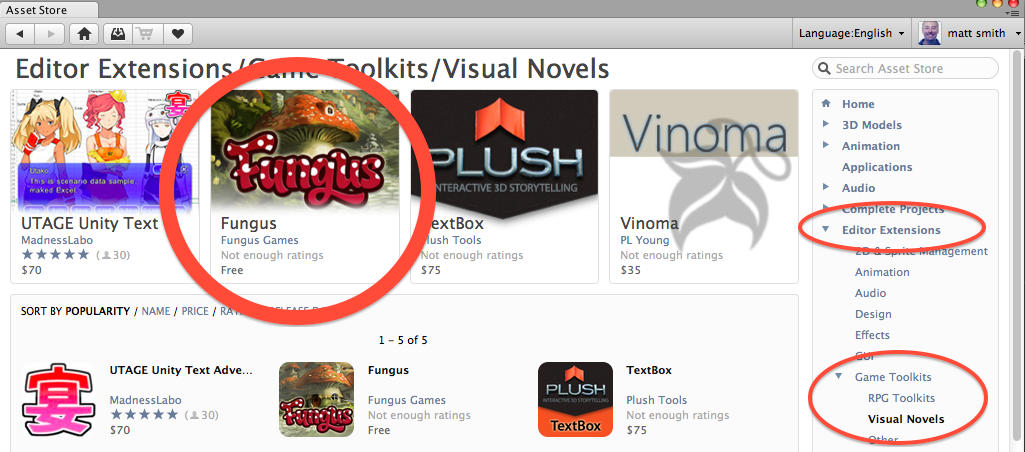 Asset Store
Language:English
matt smith
Editor Extensions/Game Toolkits/Visual Novels
Search Asset Store
Utako
This is scenario data sample.
maked Excel.
宴
Fungus
PLUSH
INTERACTIVE 3D STORYTELLING
Vinoma
UTAGE Unity Text
MadnessLabo
(30)
$70
Fungus
Fungus Games
Not enough ratings
Free
TextBox
Plush Tools
Not enough ratings
$75
Vinoma
PL Young
Not enough ratings
$35
SORT BY POPULARITY / NAME / PRICE /
1 – 5 of 5
宴
UTAGE Unity Text Adve...
MadnessLabo
(30)
$70
Fungus
Fungus
Fungus Games
Not enough ratings
Free
PLUSH
INTERACTIVE 3D STORYTELLING
TextBox
TextBox
Plush Tools
Not enough ratings
$75
Home
3D Models
Animation
Applications
Audio
Complete Projects
Editor Extensions
2D & Sprite Management
Animation
Audio
Design
Effects
GUI
Game Toolkits
RPG Toolkits
Visual Novels
Other